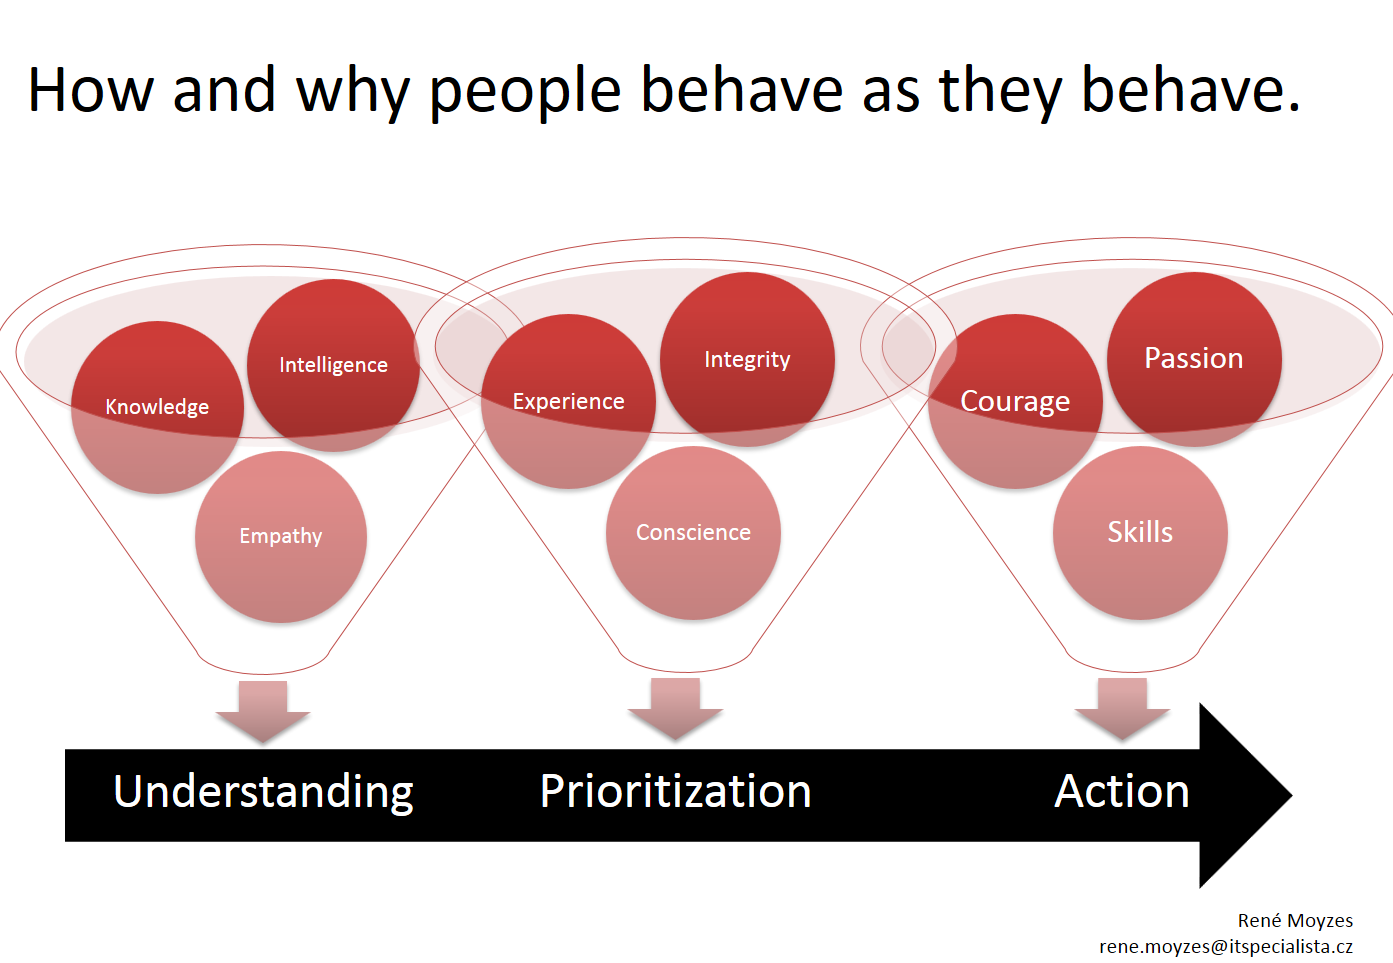 How and why people behave as they behave.
Knowledge
Intelligence
Empathy
Experience
Integrity
Conscience
Courage
Passion
Skills
Understanding
Prioritization
Action
René Moyzes
rene.moyzes@itspecialista.cz